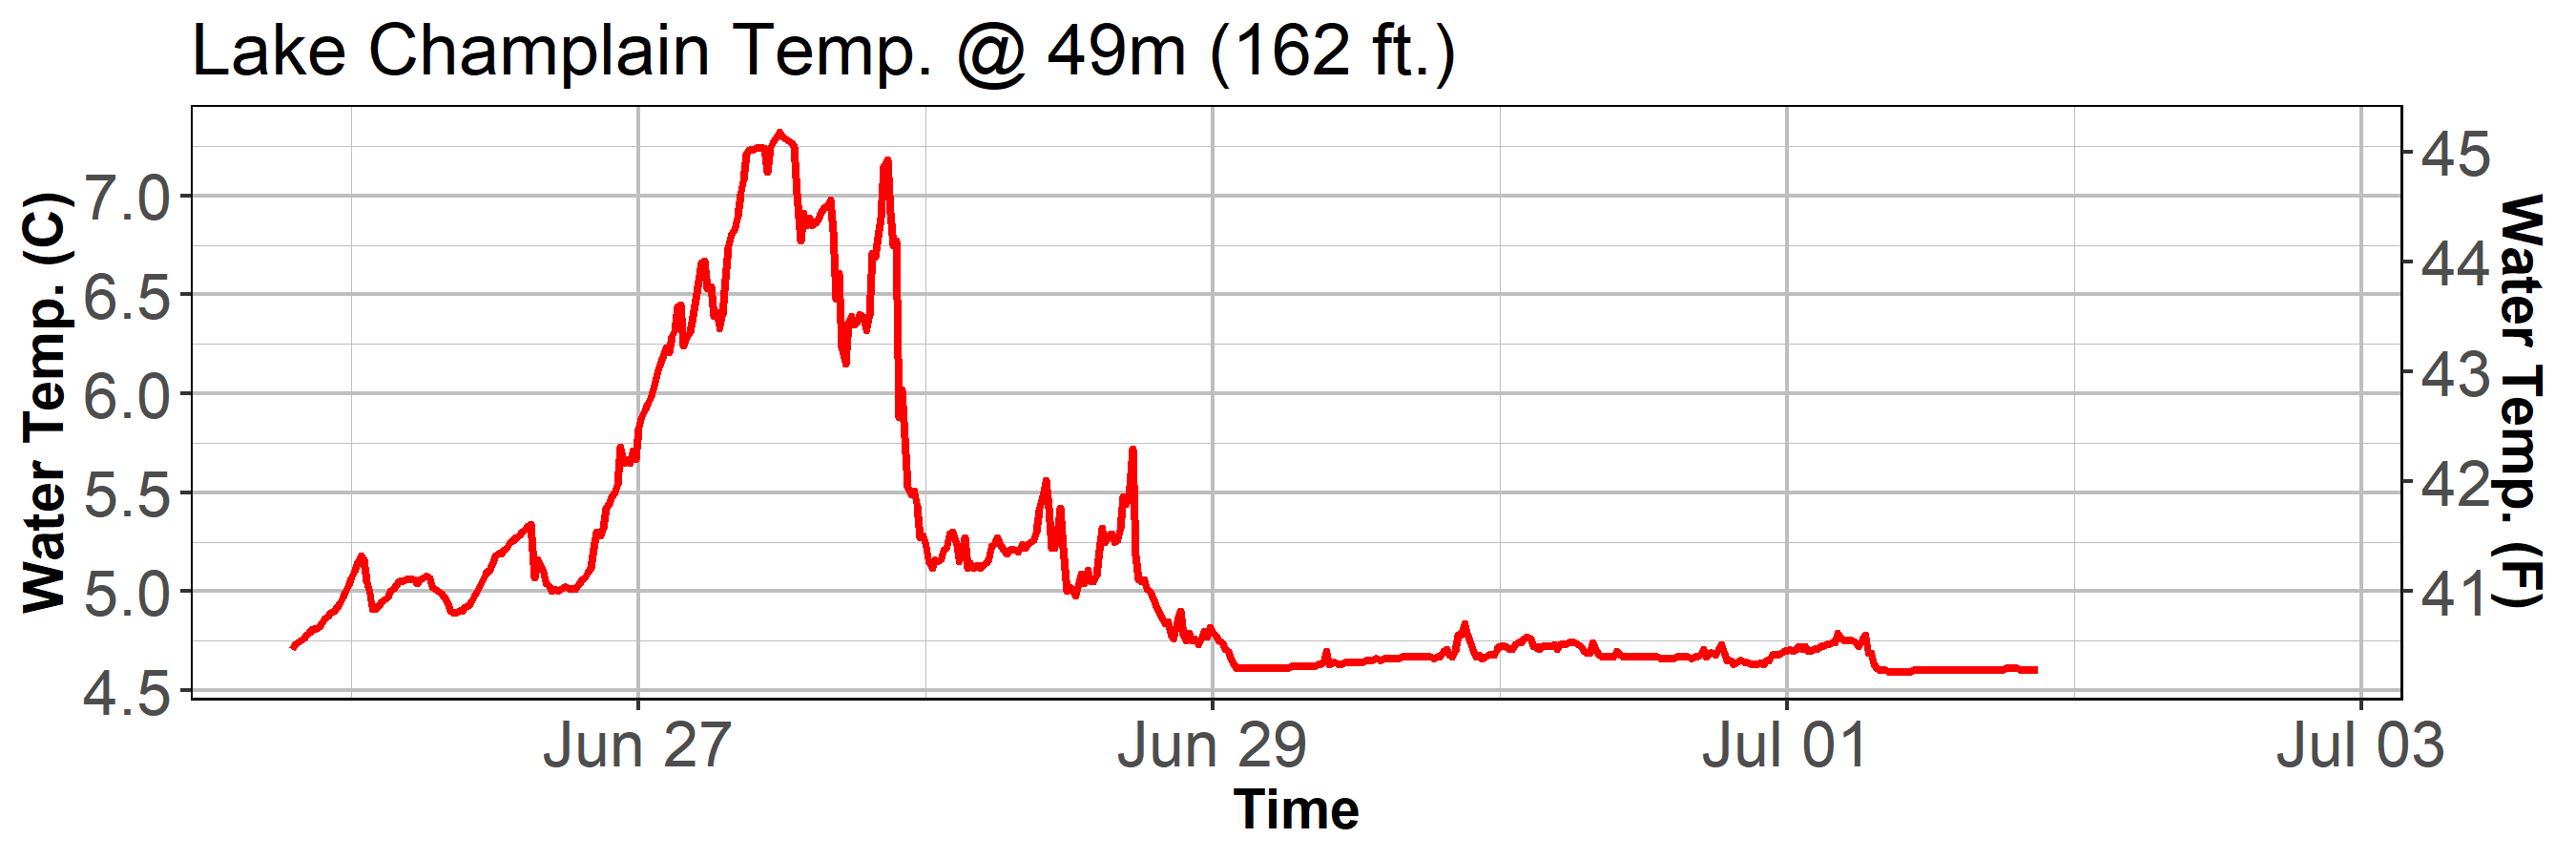 Lake Champlain Temp. @ 49m (162 ft.)
Water Temp. (C)
7.0
6.5
6.0
5.5
5.0
4.5
45
44
43
42
41
Water Temp. (F)
Jun 27 Jun 29 Jul 01 Jul 03
Time